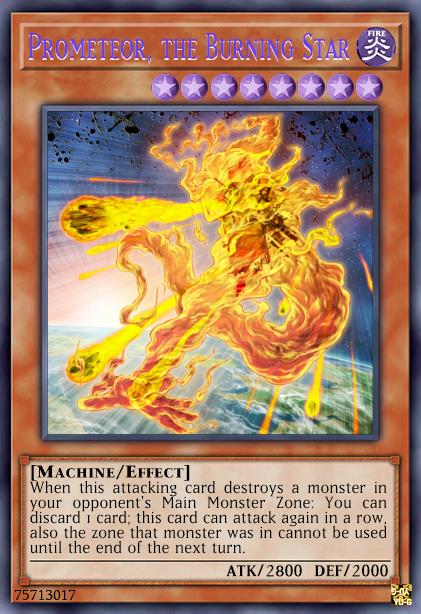 Prometeor, the Burning Star
FIRE
炎
[Machine/Effect]
When this attacking card destroys a monster in
your opponent's Main Monster Zone: You can
discard 1 card; this card can attack again in a row,
also the zone that monster was in cannot be used
until the end of the next turn.
ATK/2800 DEF/2000
75713017